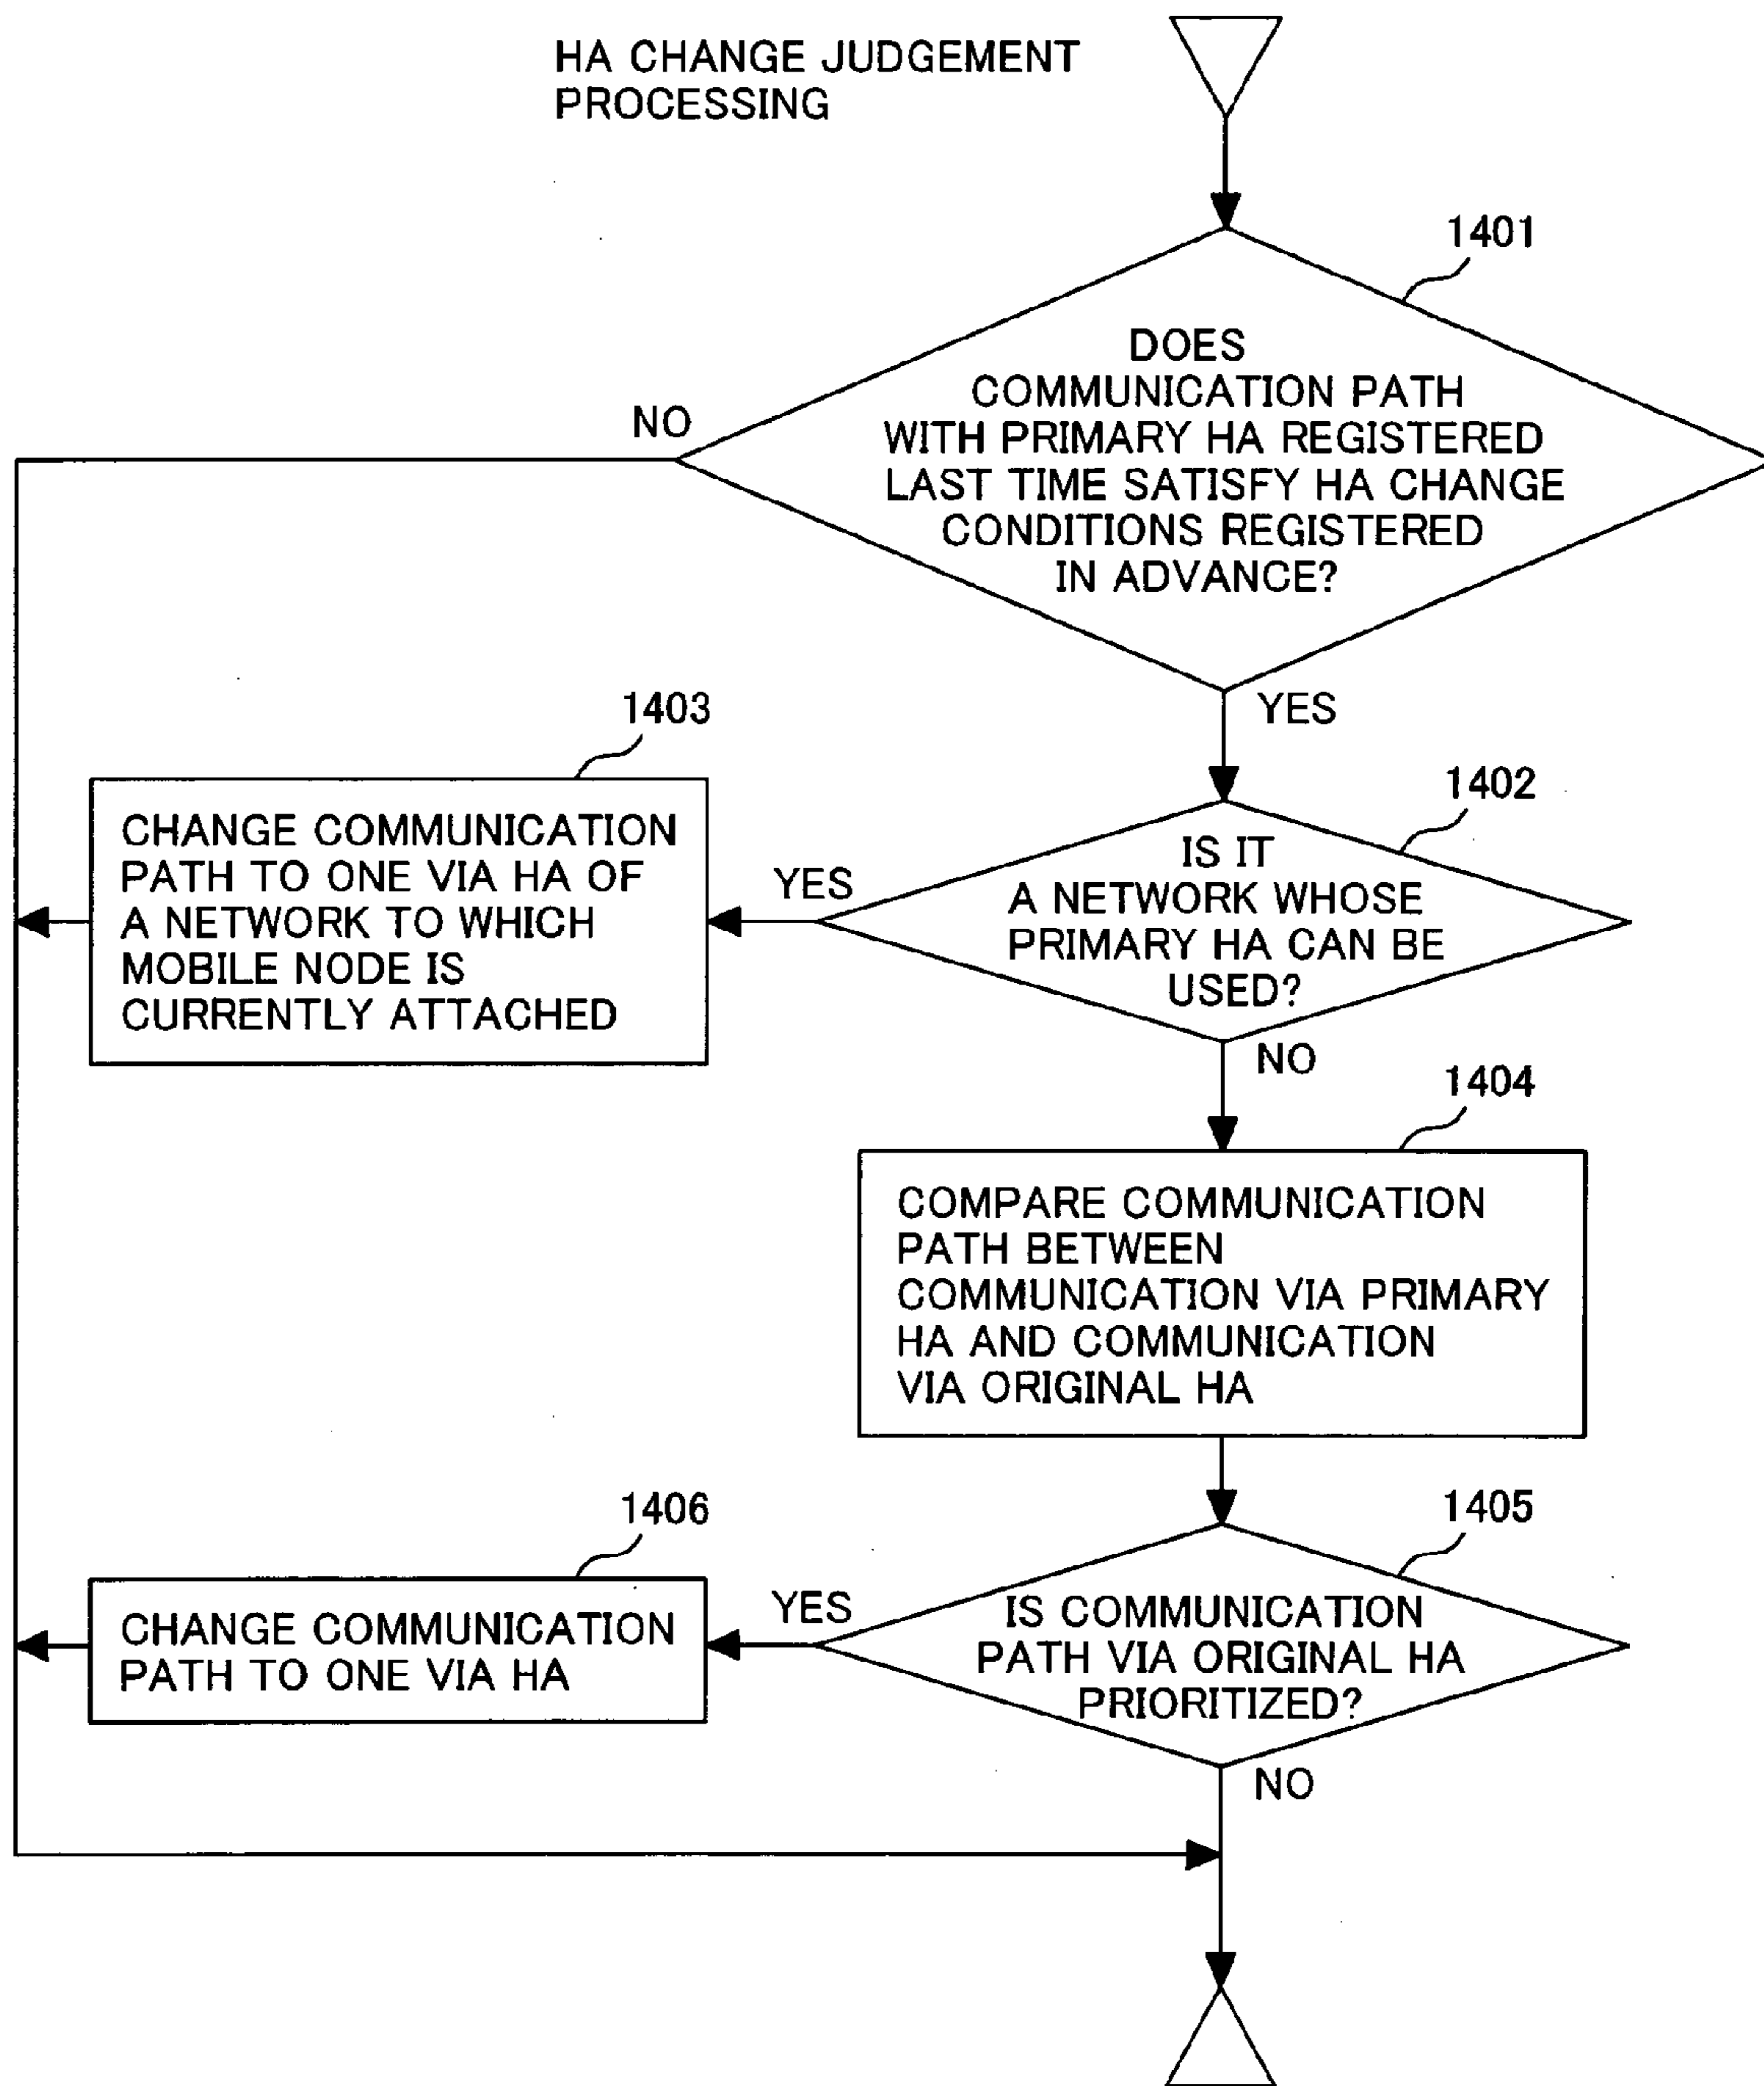 HA CHANGE JUDGEMENT
PROCESSING
1401
DOES
COMMUNICATION PATH
WITH PRIMARY HA REGISTERED
LAST TIME SATISFY HA CHANGE
CONDITIONS REGISTERED
IN ADVANCE?
NO
YES
1403
CHANGE COMMUNICATION
PATH TO ONE VIA HA OF
A NETWORK TO WHICH
MOBILE NODE IS
CURRENTLY ATTACHED
1402
IS IT
A NETWORK WHOSE
PRIMARY HA CAN BE
USED?
YES
NO
1404
COMPARE COMMUNICATION
PATH BETWEEN
COMMUNICATION VIA PRIMARY
HA AND COMMUNICATION
VIA ORIGINAL HA
1406
CHANGE COMMUNICATION
PATH TO ONE VIA HA
1405
YES
IS COMMUNICATION
PATH VIA ORIGINAL HA
PRIORITIZED?
NO